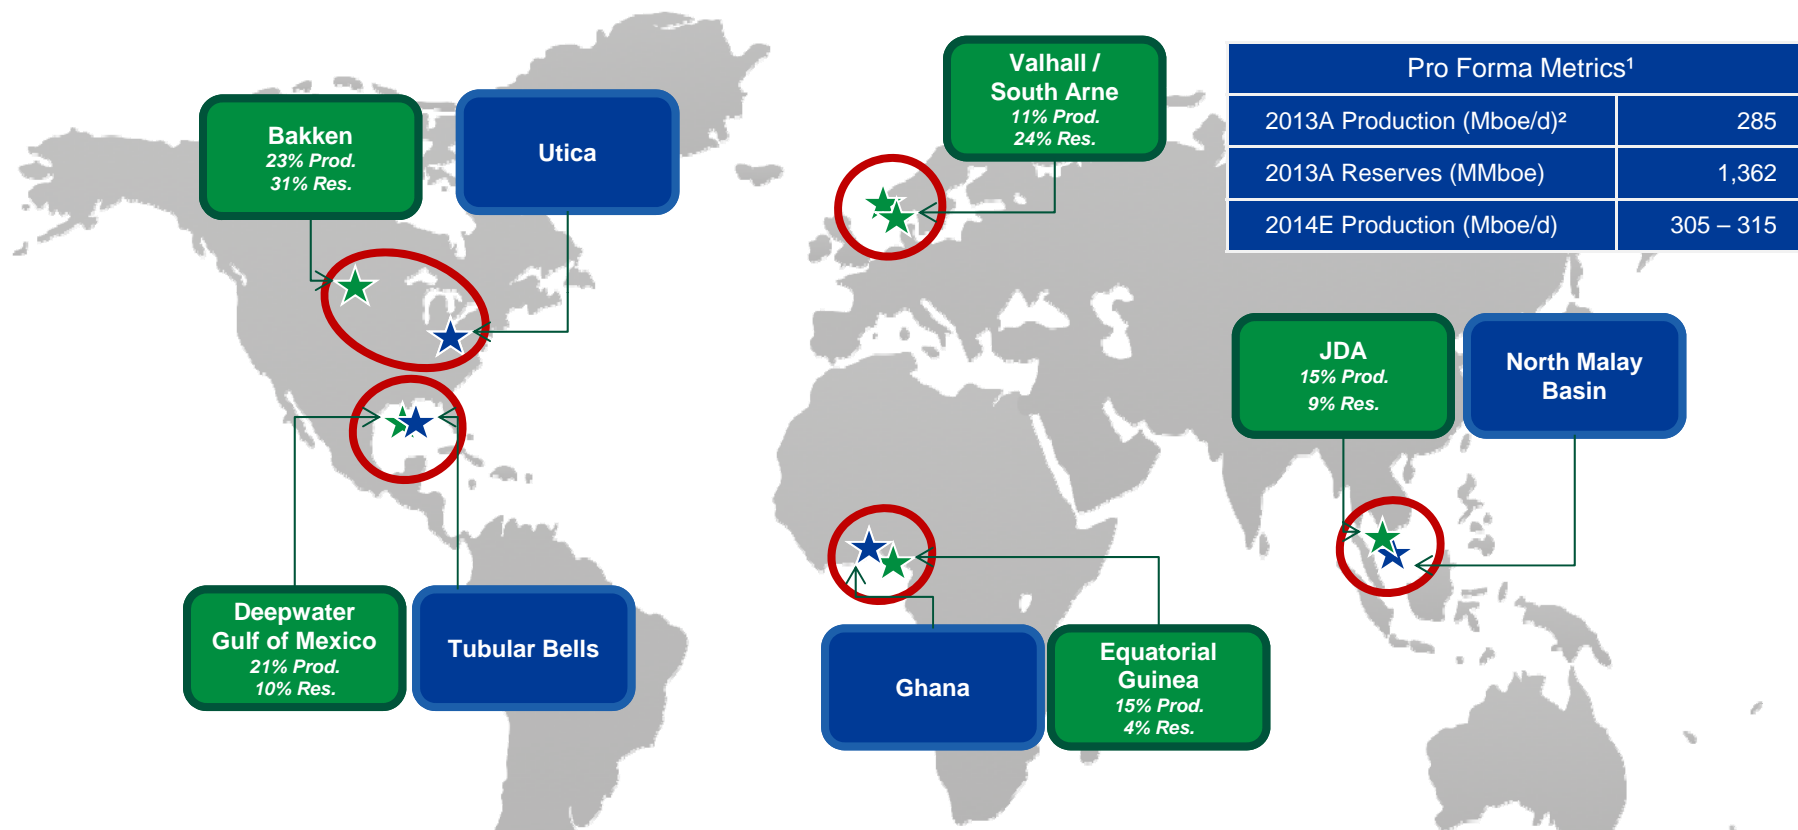 Bakken
23% Prod.
31% Res.
Utica
Valhall /
South Arne
11% Prod.
24% Res.
Pro Forma Metrics¹
2013A Production (Mboe/d)² 285
2013A Reserves (MMboe) 1,362
2014E Production (Mboe/d) 305 – 315
JDA
15% Prod.
9% Res.
North Malay
Basin
Deepwater
Gulf of Mexico
21% Prod.
10% Res.
Tubular Bells
Ghana
Equatorial
Guinea
15% Prod.
4% Res.